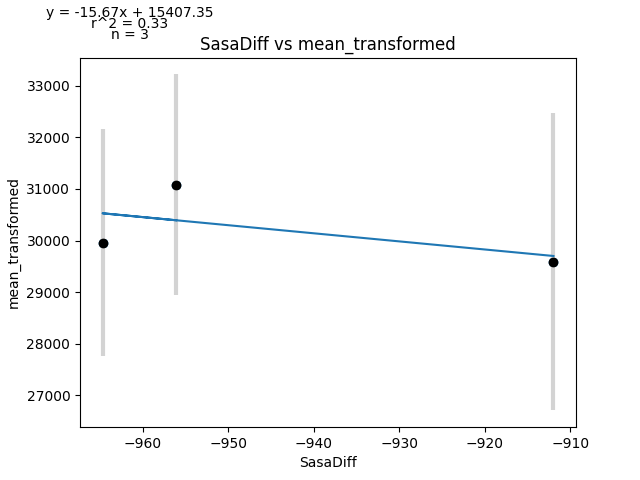 y = -15.67x + 15407.35
r^2 = 0.33
n = 3
SasaDiff vs mean_transformed
33000
32000
31000
30000
29000
28000
27000
mean_transformed
−960
−950
−940
−930
−920
−910
SasaDiff